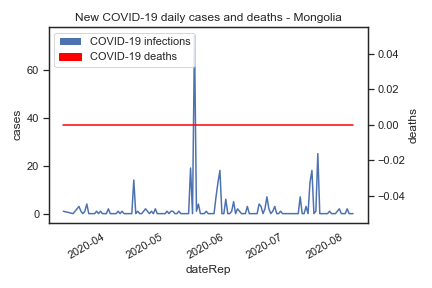 New COVID-19 daily cases and deaths - Mongolia
COVID-19 infections
COVID-19 deaths
60
40
20
0
cases
0.04
0.02
0.00
−0.02
−0.04
deaths
2020-04
2020-05
2020-06
2020-07
2020-08
dateRep